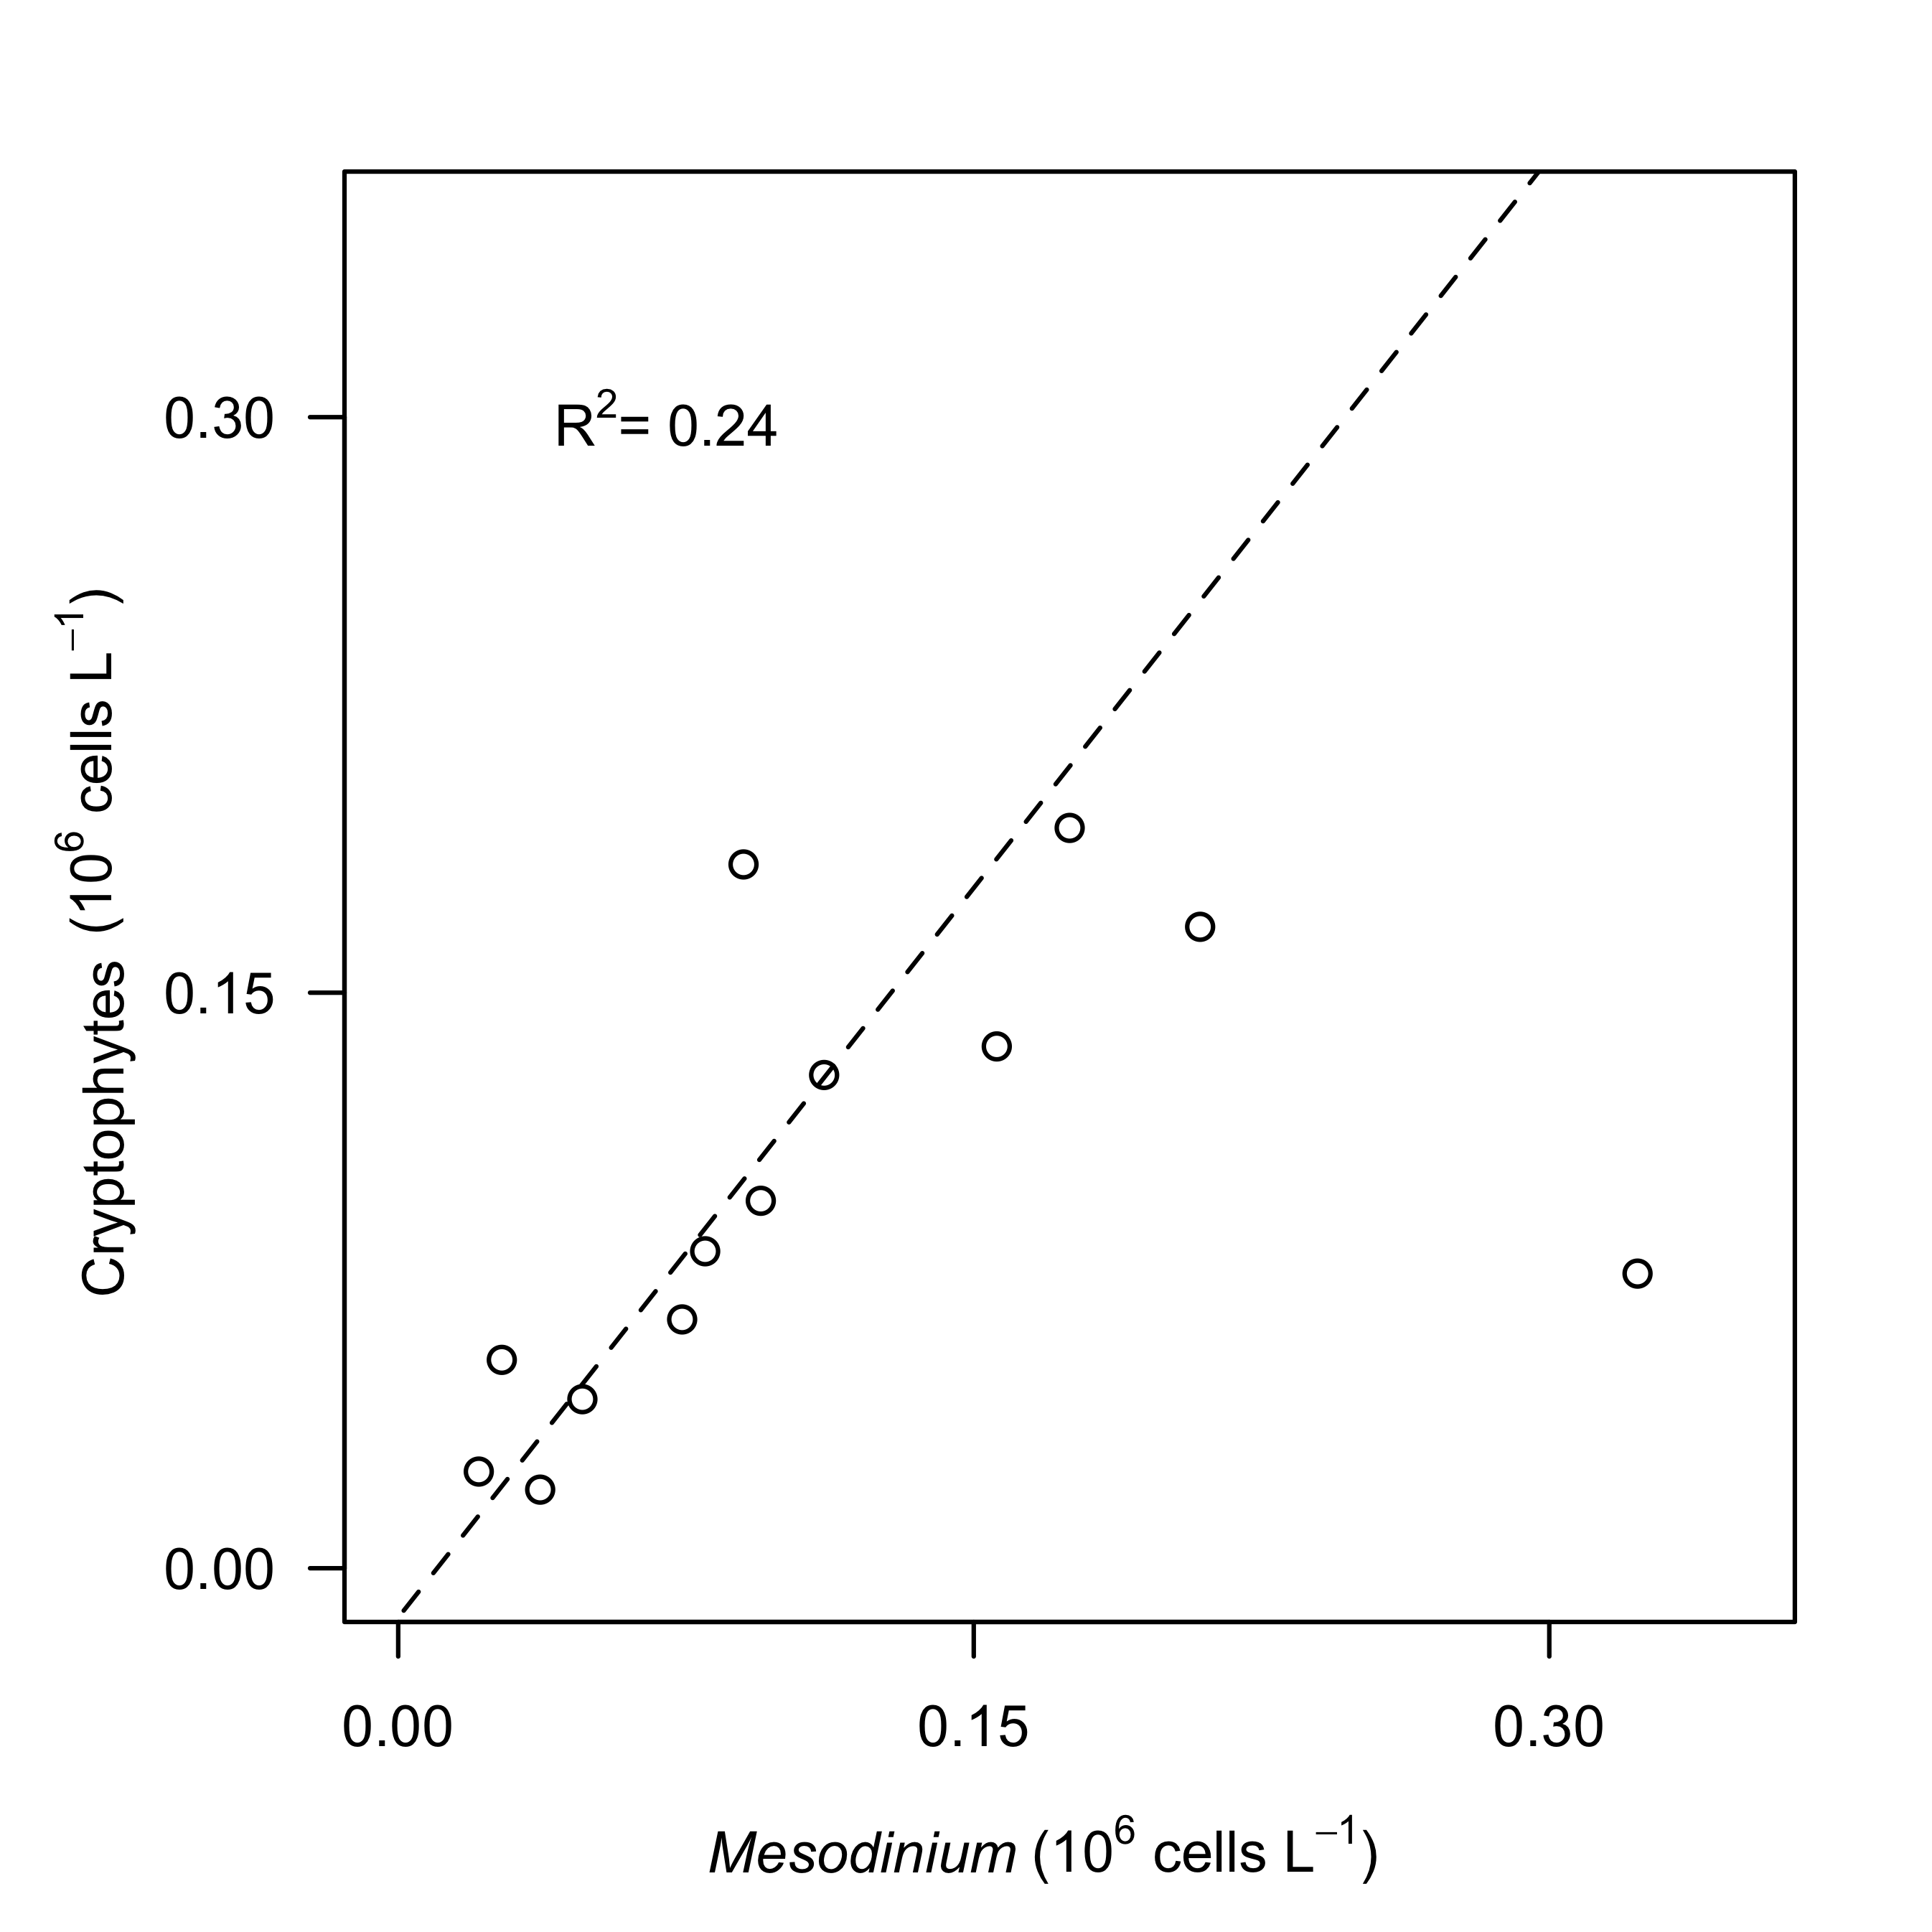 R²= 0.24
0.30
0.15
0.00
Cryptophytes (10⁶ cells L⁻¹)
0.00 0.15 0.30
Mesodinium (10⁶ cells L⁻¹)